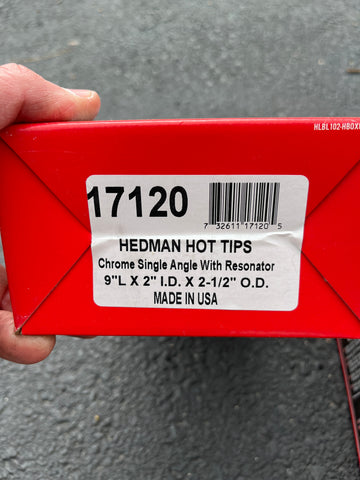 HLBL102-HBOX
17120
7 32611 17120 5
HEDMAN HOT TIPS
Chrome Single Angle With Resonator
9"L X 2" I.D. X 2-1/2" O.D.
MADE IN USA